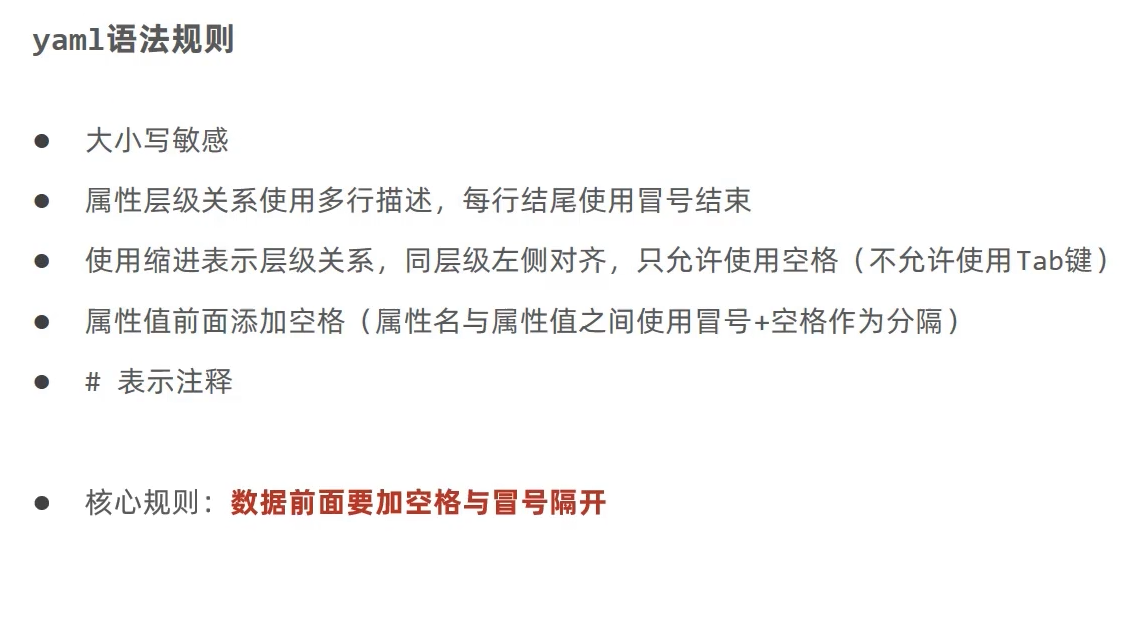 yaml语法规则
● 大小写敏感
● 属性层级关系使用多行描述，每行结尾使用冒号结束
● 使用缩进表示层级关系，同层级左侧对齐，只允许使用空格（不允许使用Tab键）
● 属性值前面添加空格（属性名与属性值之间使用冒号+空格作为分隔）
● # 表示注释
● 核心规则：数据前面要加空格与冒号隔开